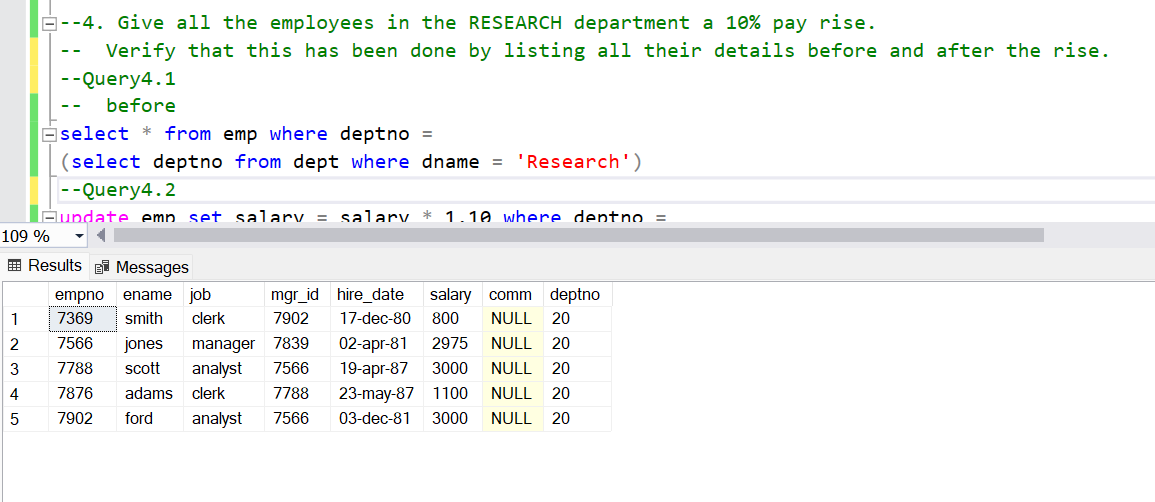 --4. Give all the employees in the RESEARCH department a 10% pay rise.
-- Verify that this has been done by listing all their details before and after the rise.
--Query4.1
-- before
select * from emp where deptno =
(select deptno from dept where dname = 'Research')
--Query4.2
update emp set salary = salary * 1.10 where deptno =
109 %
Results Messages
empno ename job mgr_id hire_date salary comm deptno
1 7369 smith clerk 7902 17-dec-80 800 NULL 20
2 7566 jones manager 7839 02-apr-81 2975 NULL 20
3 7788 scott analyst 7566 19-apr-87 3000 NULL 20
4 7876 adams clerk 7788 23-may-87 1100 NULL 20
5 7902 ford analyst 7566 03-dec-81 3000 NULL 20